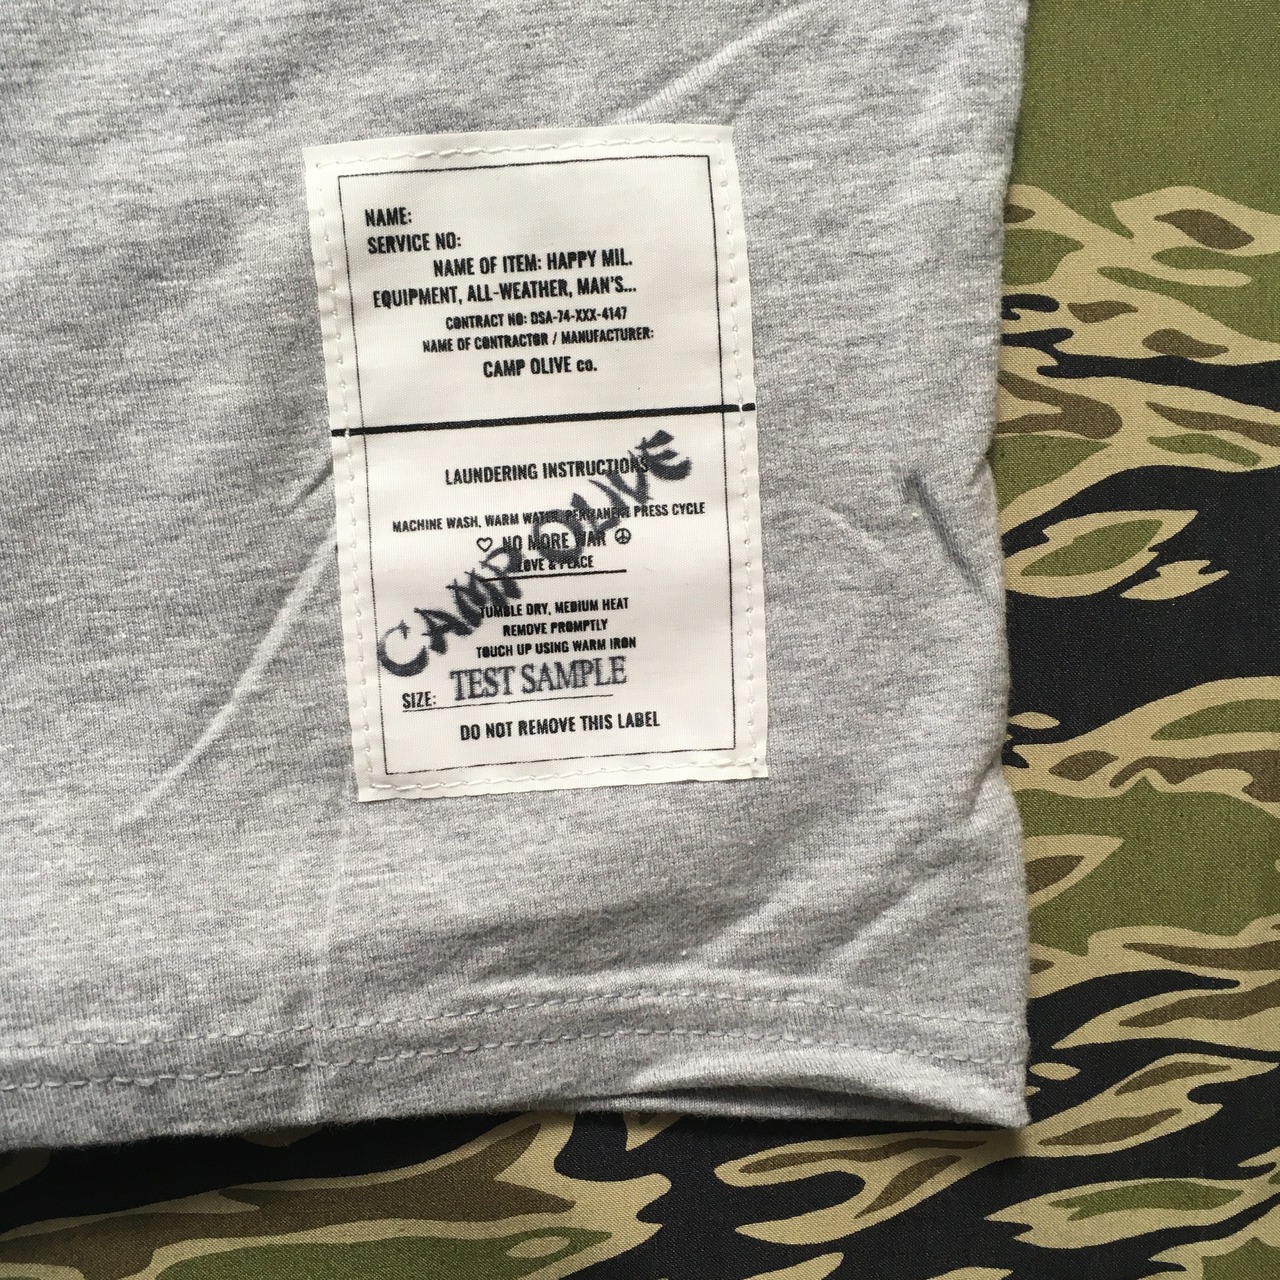 NAME:
SERVICE NO:
NAME OF ITEM: HAPPY MIL.
EQUIPMENT, ALL-WEATHER, MAN'S...
CONTRACT NO: DSA-74-XXX-4147
NAME OF CONTRACTOR / MANUFACTURER:
CAMP OLIVE co.
LAUNDERING INSTRUCTIONS
MACHINE WASH, WARM WATER, PERMANENT PRESS CYCLE
♡ NO MORE WAR ☮
LOVE & PEACE
CAMP OLIVE
TUMBLE DRY, MEDIUM HEAT
REMOVE PROMPTLY
TOUCH UP USING WARM IRON
SIZE: TEST SAMPLE
DO NOT REMOVE THIS LABEL